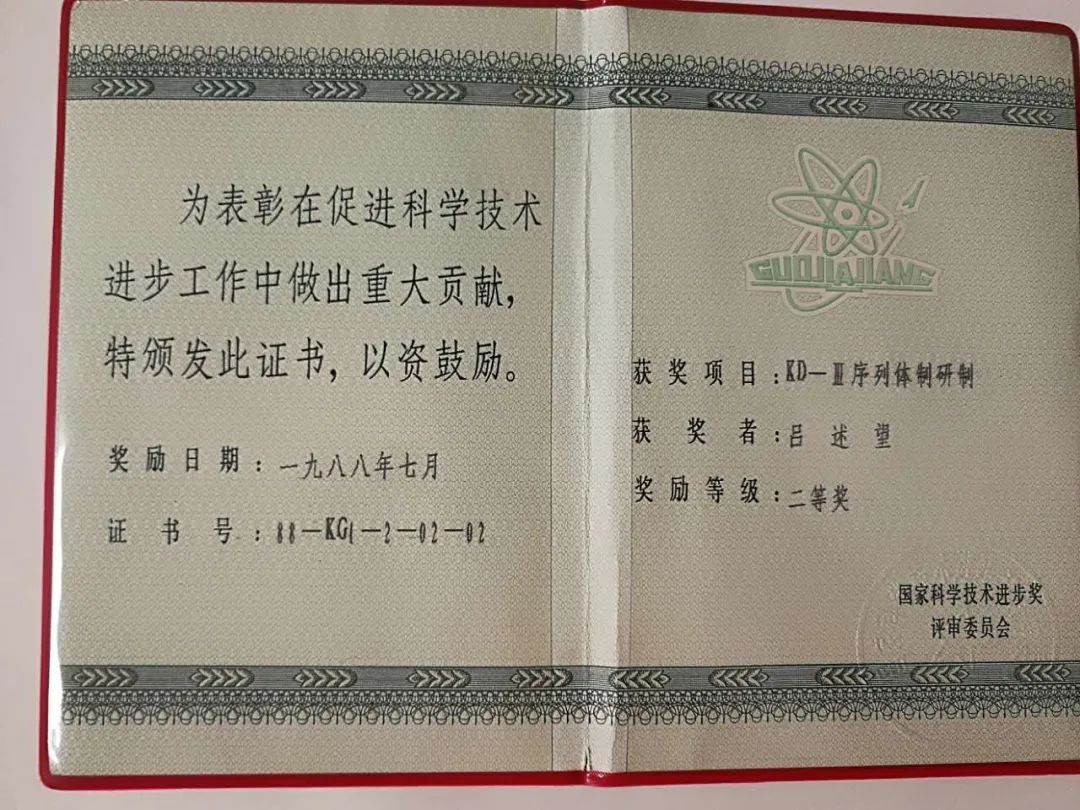 为表彰在促进科学技术
进步工作中做出重大贡献，
特颁发此证书，以资鼓励。
奖励日期：一九八八年七月
证书号：88—KG1—2—02—02
GUOJIAJIANG
获奖项目：KD—Ⅲ序列体制研制
获奖者：吕述望
奖励等级：二等奖
国家科学技术进步奖
评审委员会